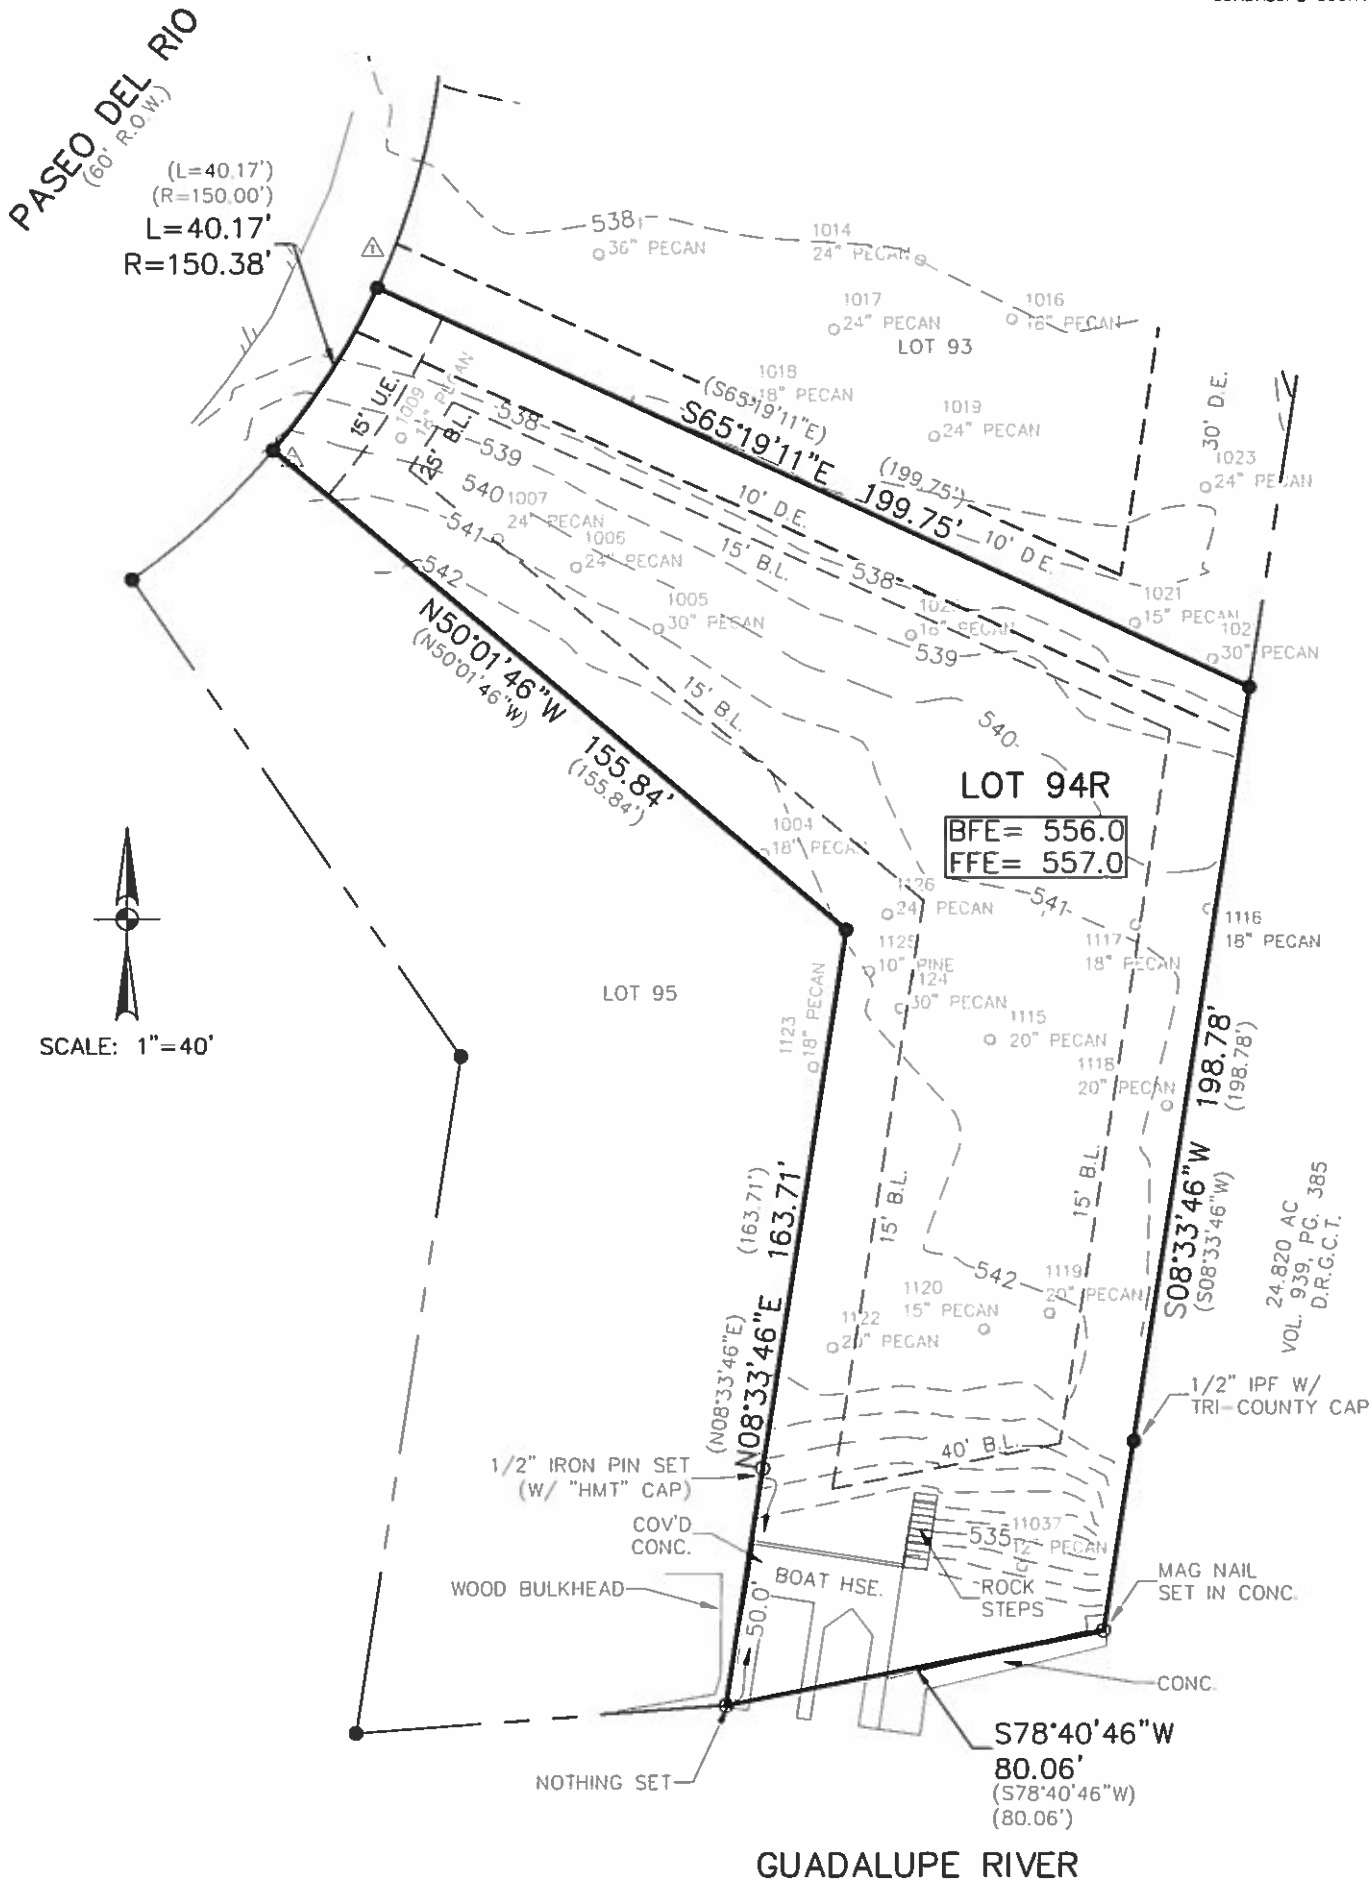 PASEO DEL RIO
(60' R.O.W.)
(L=40.17')
(R=150.00')
L=40.17'
R=150.38'
538
36" PECAN
1014
24" PECAN
1017
24" PECAN
1016
18" PECAN
LOT 93
1018
18" PECAN
(S65°19'11"E)
S65°19'11"E 199.75'
(199.75')
1019
24" PECAN
30' D.E.
1023
24" PECAN
15' U.E.
1009
25' B.L.
538
539
540
541
542
1007
24" PECAN
1006
24" PECAN
1005
30" PECAN
10' D.E.
15' B.L.
10' D.E.
538
539
540
1021
15" PECAN
30" PECAN
N50°01'46"W
(N50°01'46"W)
155.84'
(155.84')
15' B.L.
LOT 94R
BFE= 556.0
FFE= 557.0
1004
18" PECAN
1126
24" PECAN
541
1125
10" PINE
30" PECAN
1117
18" PECAN
1116
18" PECAN
LOT 95
1123
18" PECAN
1115
20" PECAN
1118
20" PECAN
SCALE: 1"=40'
198.78'
(198.78')
S08°33'46"W
(S08°33'46"W)
(163.71')
163.71'
N08°33'46"E
(N08°33'46"E)
15' B.L.
15' B.L.
24.820 AC
VOL. 939, PG. 385
D.R.G.C.T.
542
1119
20" PECAN
1120
15" PECAN
1122
PECAN
1/2" IPF W/
TRI-COUNTY CAP
40' B.L.
1/2" IRON PIN SET
(W/ "HMT" CAP)
COV'D
CONC.
535
11037
12" PECAN
WOOD BULKHEAD
BOAT HSE.
ROCK
STEPS
MAG NAIL
SET IN CONC.
50.0'
CONC.
NOTHING SET
S78°40'46"W
80.06'
(S78°40'46"W)
(80.06')
GUADALUPE RIVER